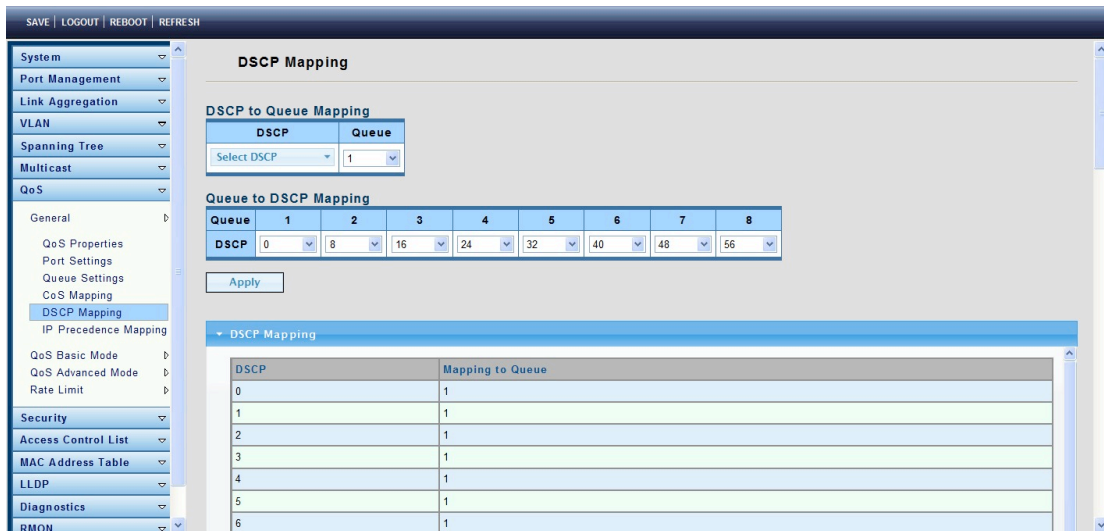 SAVE | LOGOUT | REBOOT | REFRESH
System
Port Management
Link Aggregation
VLAN
Spanning Tree
Multicast
QoS
General
QoS Properties
Port Settings
Queue Settings
CoS Mapping
DSCP Mapping
IP Precedence Mapping
QoS Basic Mode
QoS Advanced Mode
Rate Limit
Security
Access Control List
MAC Address Table
LLDP
Diagnostics
RMON
DSCP Mapping
DSCP to Queue Mapping
DSCP Queue
Select DSCP 1
Queue to DSCP Mapping
Queue 1 2 3 4 5 6 7 8
DSCP 0 8 16 24 32 40 48 56
Apply
DSCP Mapping
DSCP Mapping to Queue
0 1
1 1
2 1
3 1
4 1
5 1
6 1